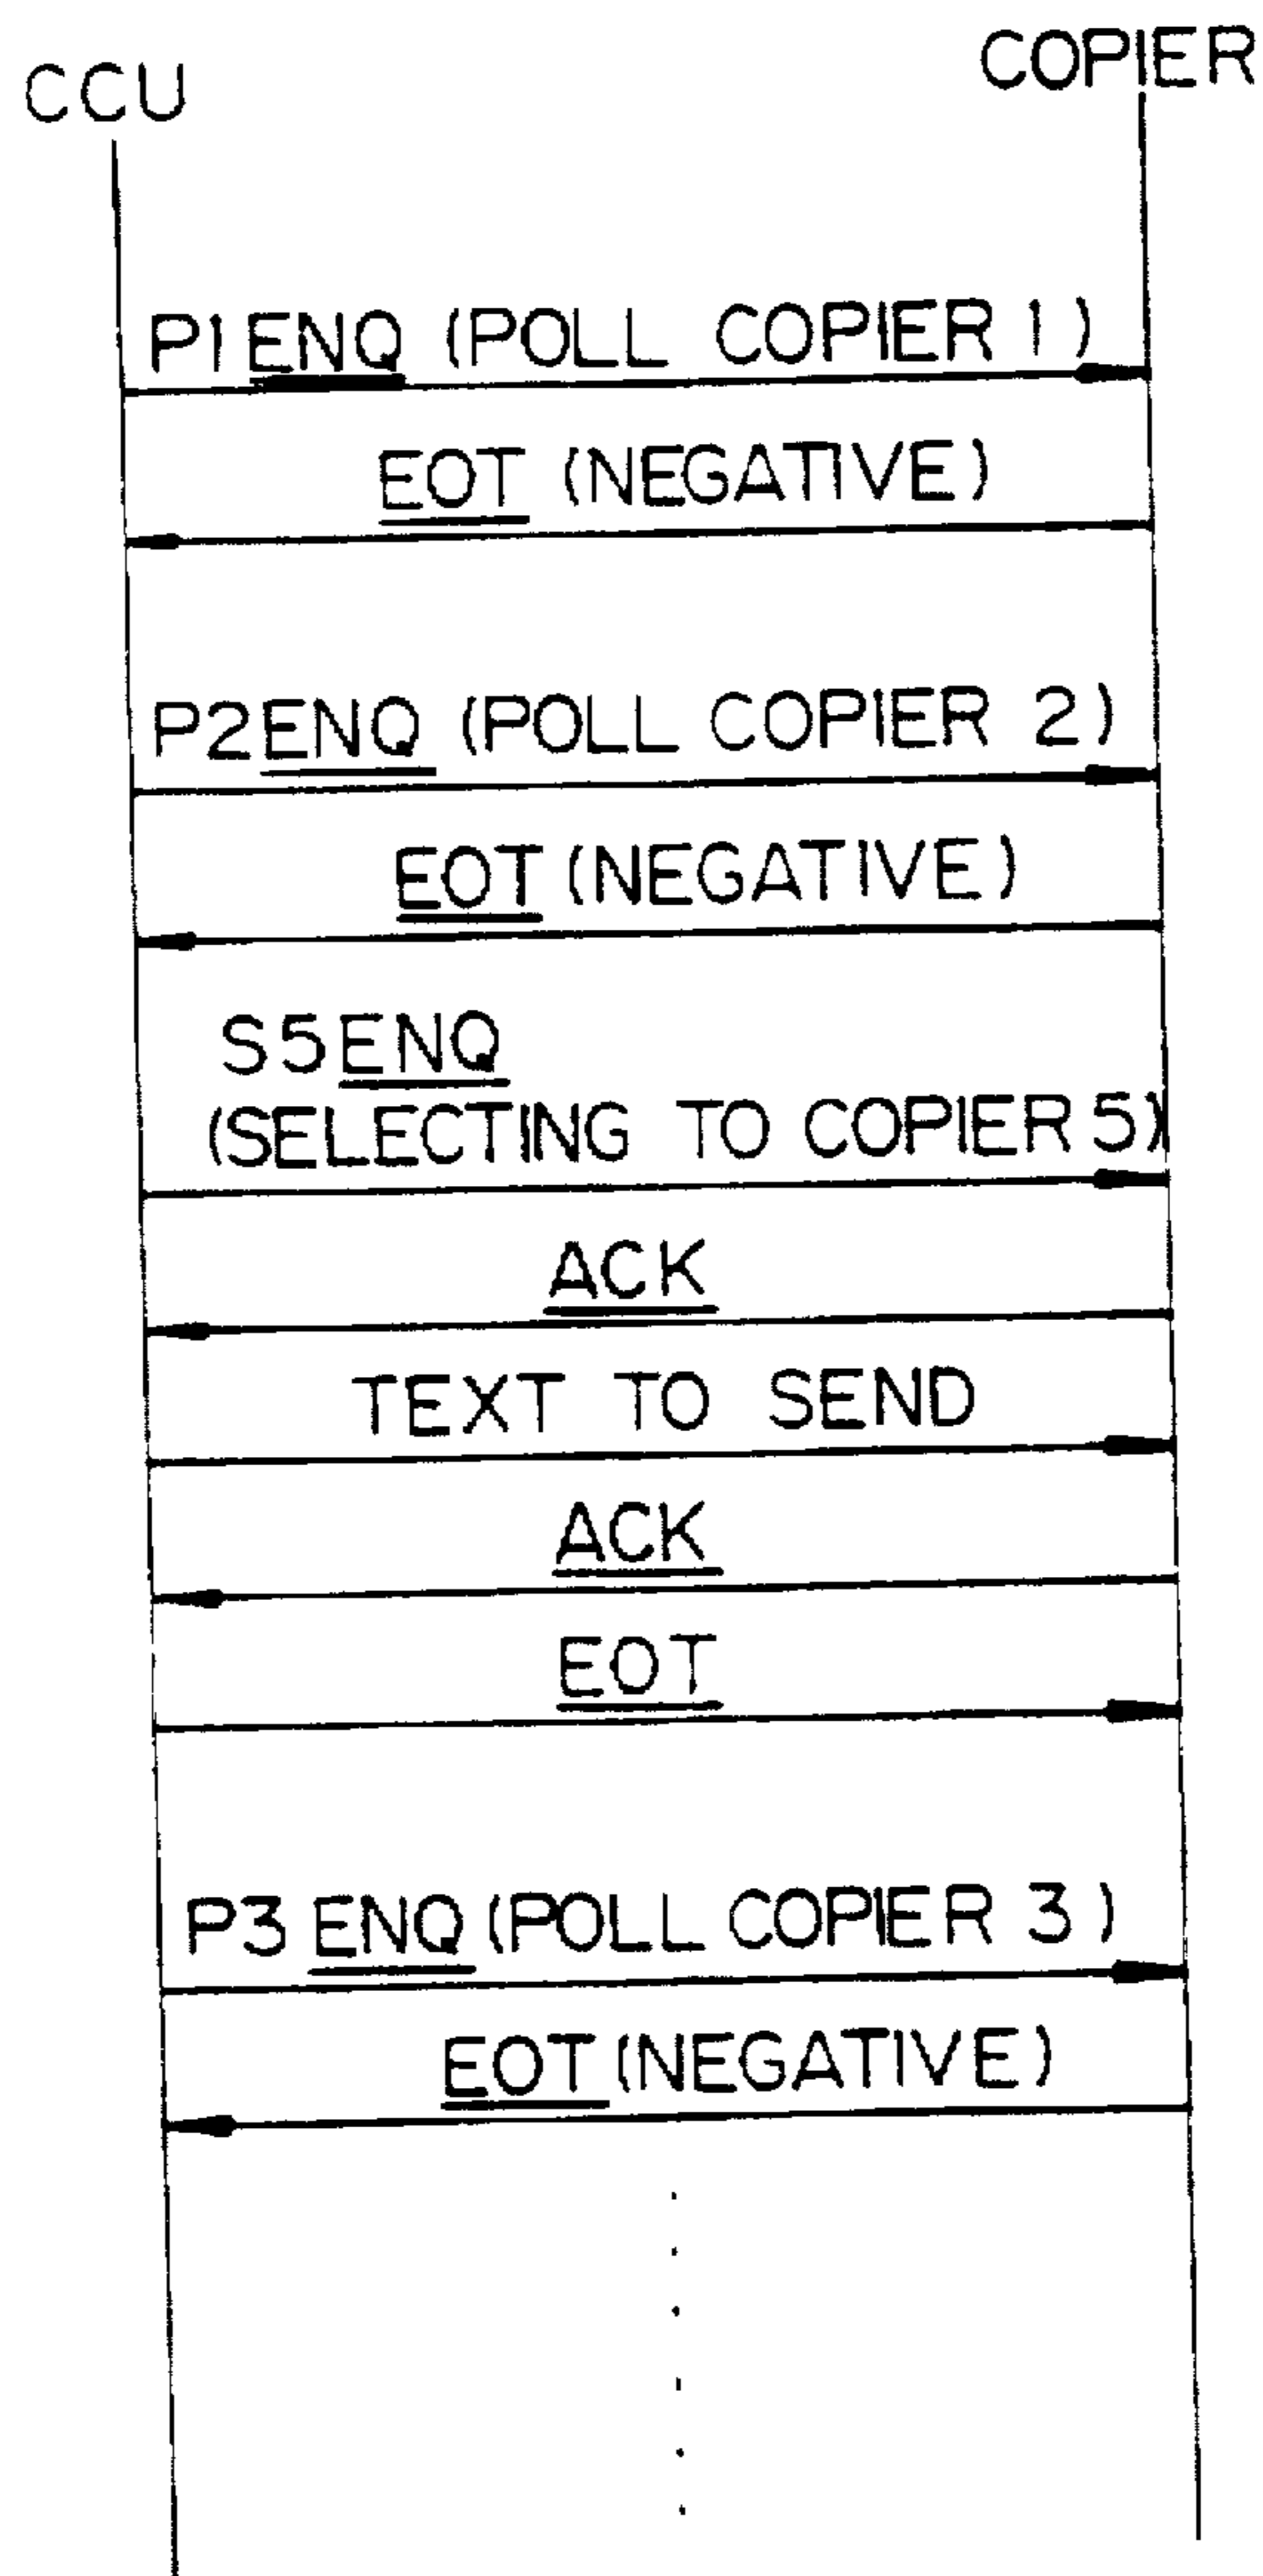 CCU
COPIER
P1 ENQ (POLL COPIER 1)
EOT (NEGATIVE)
P2 ENQ (POLL COPIER 2)
EOT (NEGATIVE)
S5 ENQ
(SELECTING TO COPIER 5)
ACK
TEXT TO SEND
ACK
EOT
P3 ENQ (POLL COPIER 3)
EOT (NEGATIVE)